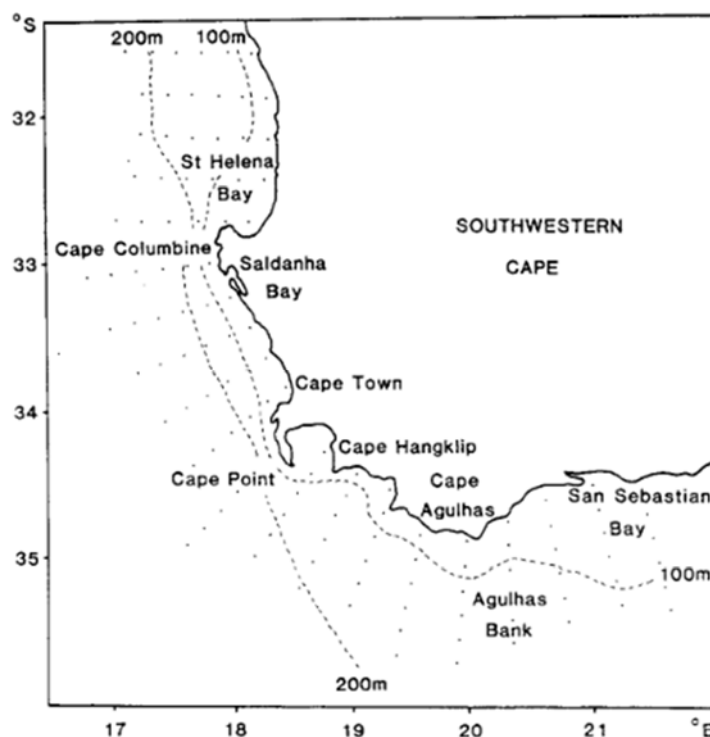 °S
200m 100m
32
St Helena
Bay
Cape Columbine
33
Saldanha
Bay
SOUTHWESTERN
CAPE
Cape Town
34
Cape Hangklip
Cape Point
Cape
Agulhas
San Sebastian
Bay
35
100m
Agulhas
Bank
200m
17 18 19 20 21 °E